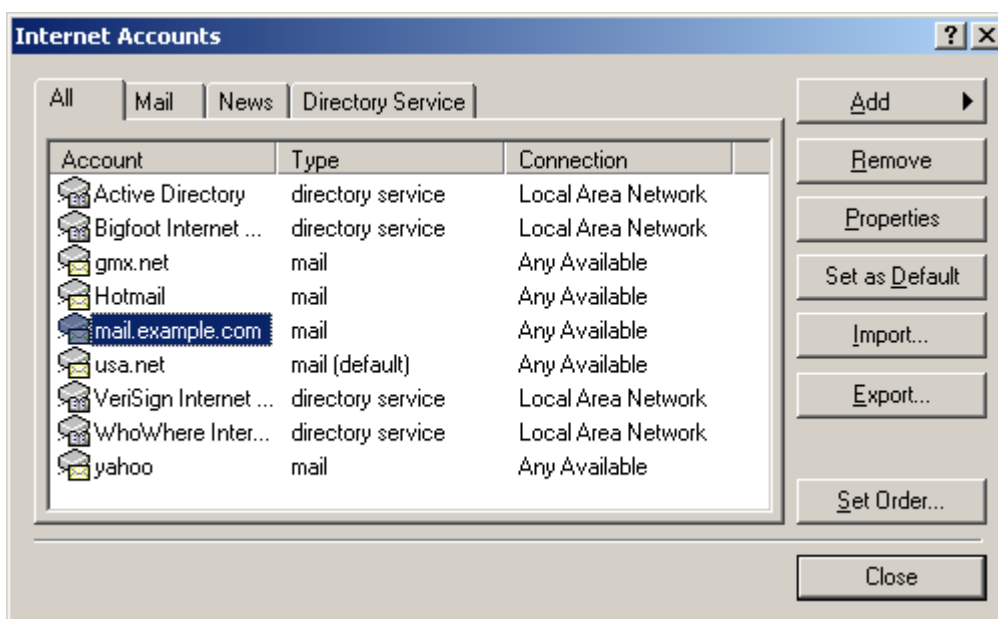 Internet Accounts
All Mail News Directory Service
Add
Account Type Connection
Remove
Active Directory directory service Local Area Network
Bigfoot Internet ... directory service Local Area Network
Properties
gmx.net mail Any Available
Set as Default
Hotmail mail Any Available
mail.example.com mail Any Available
Import...
usa.net mail (default) Any Available
VeriSign Internet ... directory service Local Area Network
Export...
WhoWhere Inter... directory service Local Area Network
yahoo mail Any Available
Set Order...
Close